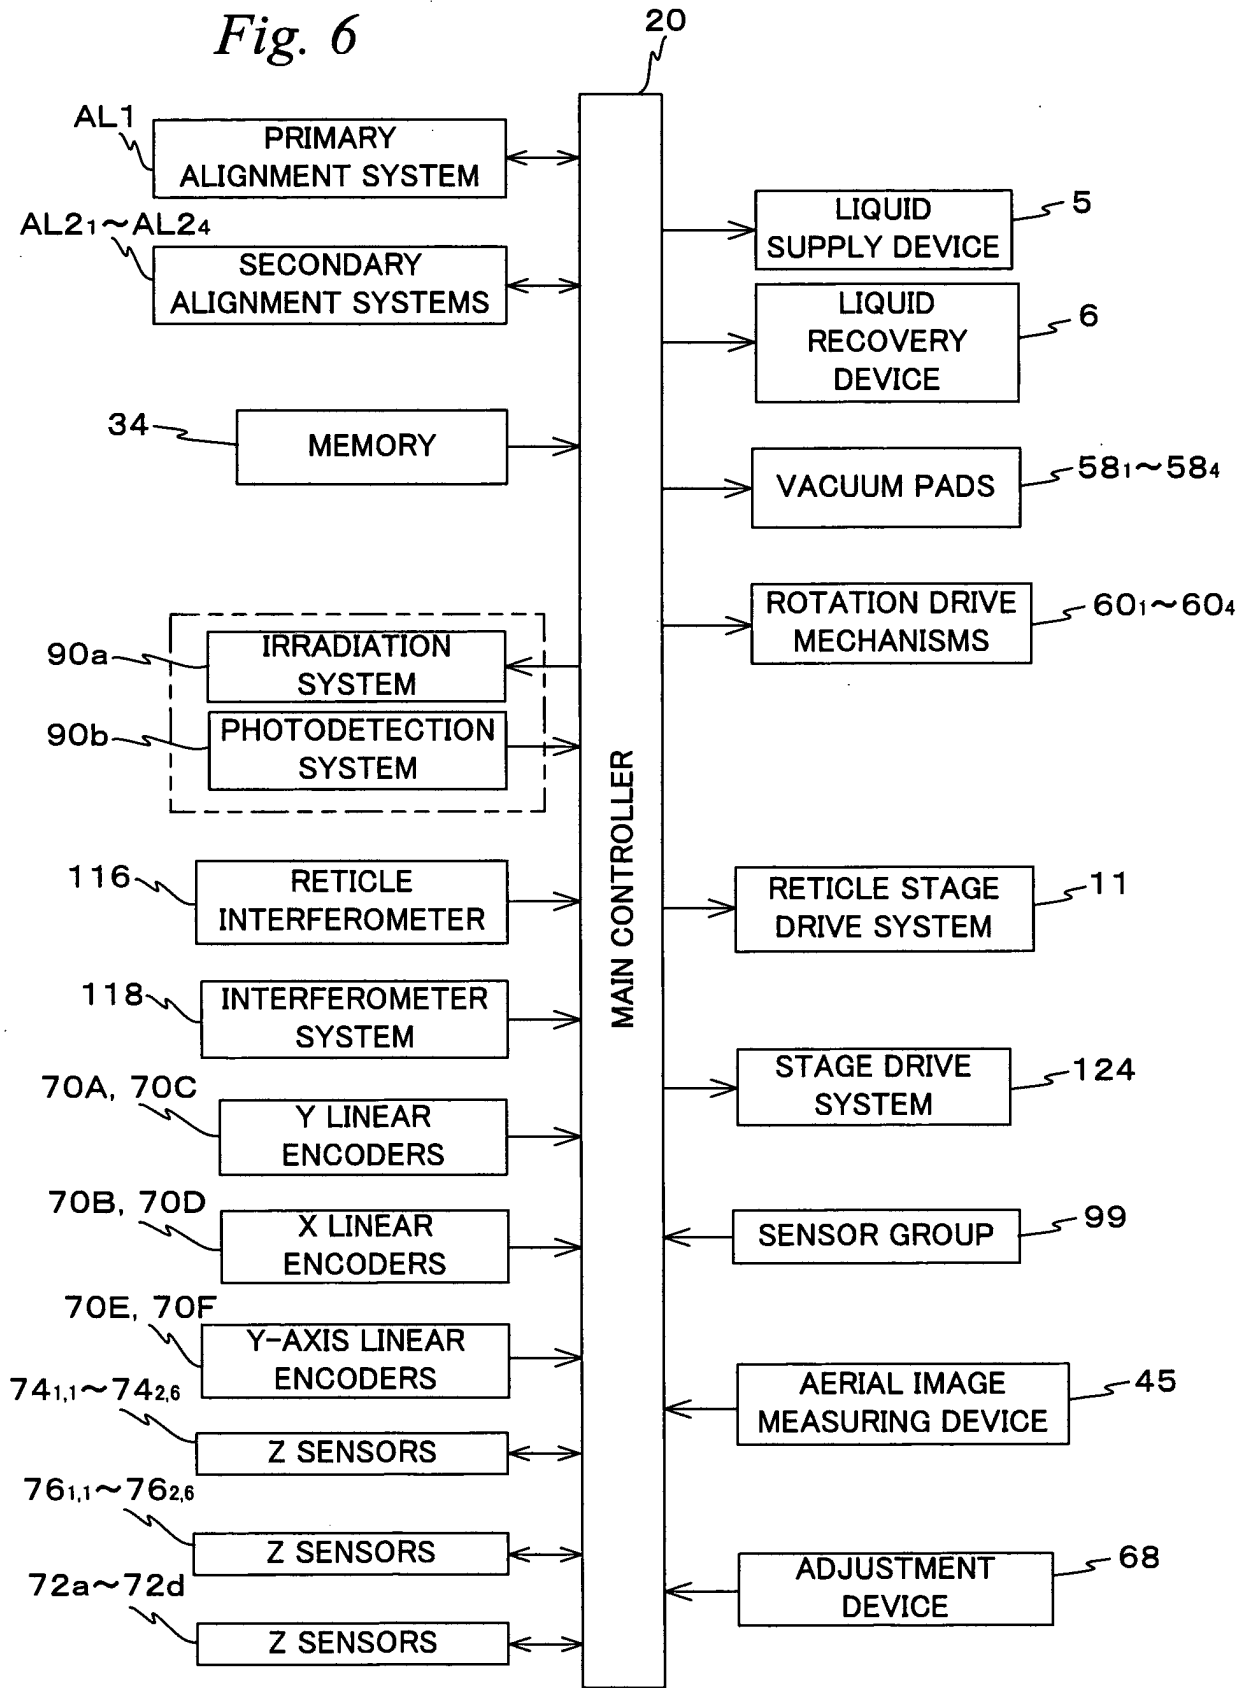 Fig. 6
20
AL1
PRIMARY
ALIGNMENT SYSTEM
AL2₁~AL2₄
SECONDARY
ALIGNMENT SYSTEMS
34
MEMORY
90a
IRRADIATION
SYSTEM
90b
PHOTODETECTION
SYSTEM
116
RETICLE
INTERFEROMETER
118
INTERFEROMETER
SYSTEM
70A, 70C
Y LINEAR
ENCODERS
70B, 70D
X LINEAR
ENCODERS
70E, 70F
Y-AXIS LINEAR
ENCODERS
74₁,₁~74₂,₆
Z SENSORS
76₁,₁~76₂,₆
Z SENSORS
72a~72d
Z SENSORS
MAIN CONTROLLER
LIQUID
SUPPLY DEVICE
5
LIQUID
RECOVERY
DEVICE
6
VACUUM PADS
58₁~58₄
ROTATION DRIVE
MECHANISMS
60₁~60₄
RETICLE STAGE
DRIVE SYSTEM
11
STAGE DRIVE
SYSTEM
124
SENSOR GROUP
99
AERIAL IMAGE
MEASURING DEVICE
45
ADJUSTMENT
DEVICE
68